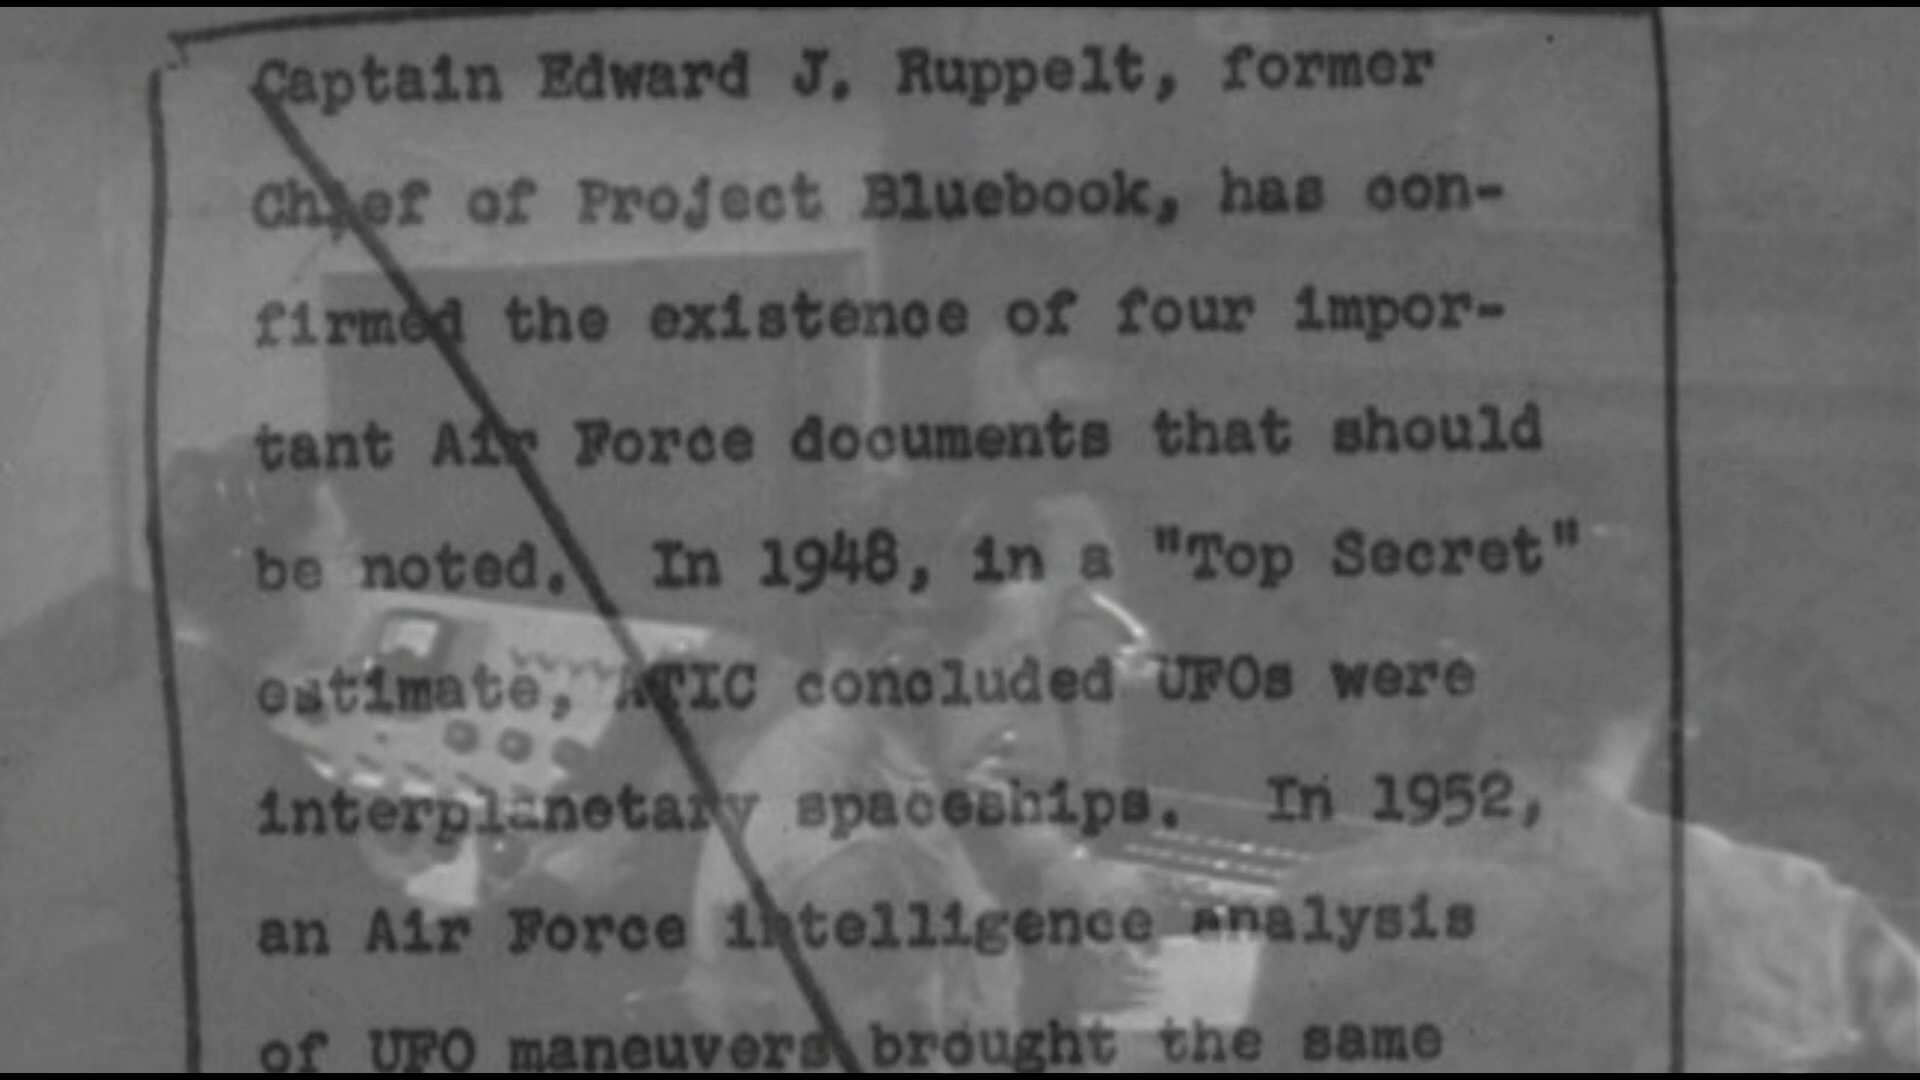 Captain Edward J. Ruppelt, former
Chief of Project Bluebook, has con-
firmed the existence of four impor-
tant Air Force documents that should
be noted.  In 1948, in a "Top Secret"
estimate, ATIC concluded UFOs were
interplanetary spaceships.  In 1952,
an Air Force intelligence analysis
of UFO maneuvers brought the same